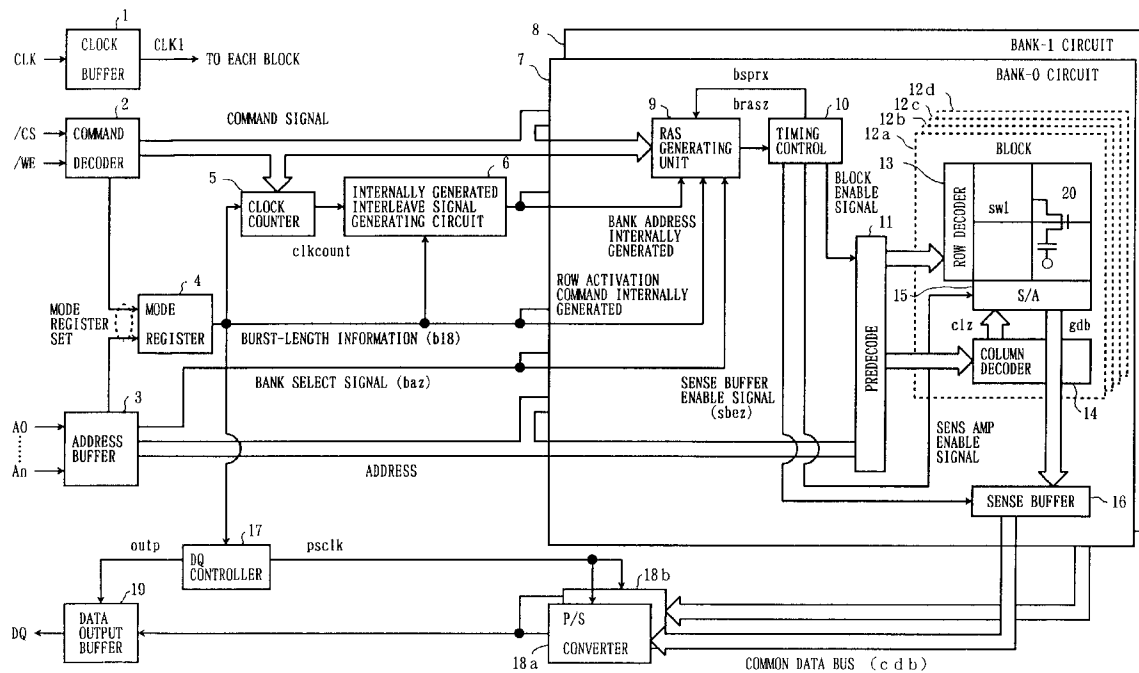 1
CLOCK
BUFFER
CLK
CLK1
TO EACH BLOCK
2
/CS
/WE
COMMAND
DECODER
COMMAND SIGNAL
5
CLOCK
COUNTER
clkcount
6
INTERNALLY GENERATED
INTERLEAVE SIGNAL
GENERATING CIRCUIT
4
MODE
REGISTER
MODE
REGISTER
SET
BURST-LENGTH INFORMATION (bl8)
BANK SELECT SIGNAL (baz)
3
A0
An
ADDRESS
BUFFER
ADDRESS
8
BANK-1 CIRCUIT
7
BANK-0 CIRCUIT
bsprx
brasz
9
RAS
GENERATING
UNIT
10
TIMING
CONTROL
BANK ADDRESS
INTERNALLY
GENERATED
ROW ACTIVATION
COMMAND INTERNALLY
GENERATED
BLOCK
ENABLE
SIGNAL
11
PREDECODE
SENSE BUFFER
ENABLE SIGNAL
(sbez)
SENS AMP
ENABLE
SIGNAL
12d
12c
12b
12a
BLOCK
13
ROW DECODER
swl
20
15
S/A
clz
gdb
COLUMN
DECODER
14
SENSE BUFFER
16
17
outp
DQ
CONTROLLER
psclk
19
DQ
DATA
OUTPUT
BUFFER
18b
P/S
CONVERTER
18a
COMMON DATA BUS (cdb)